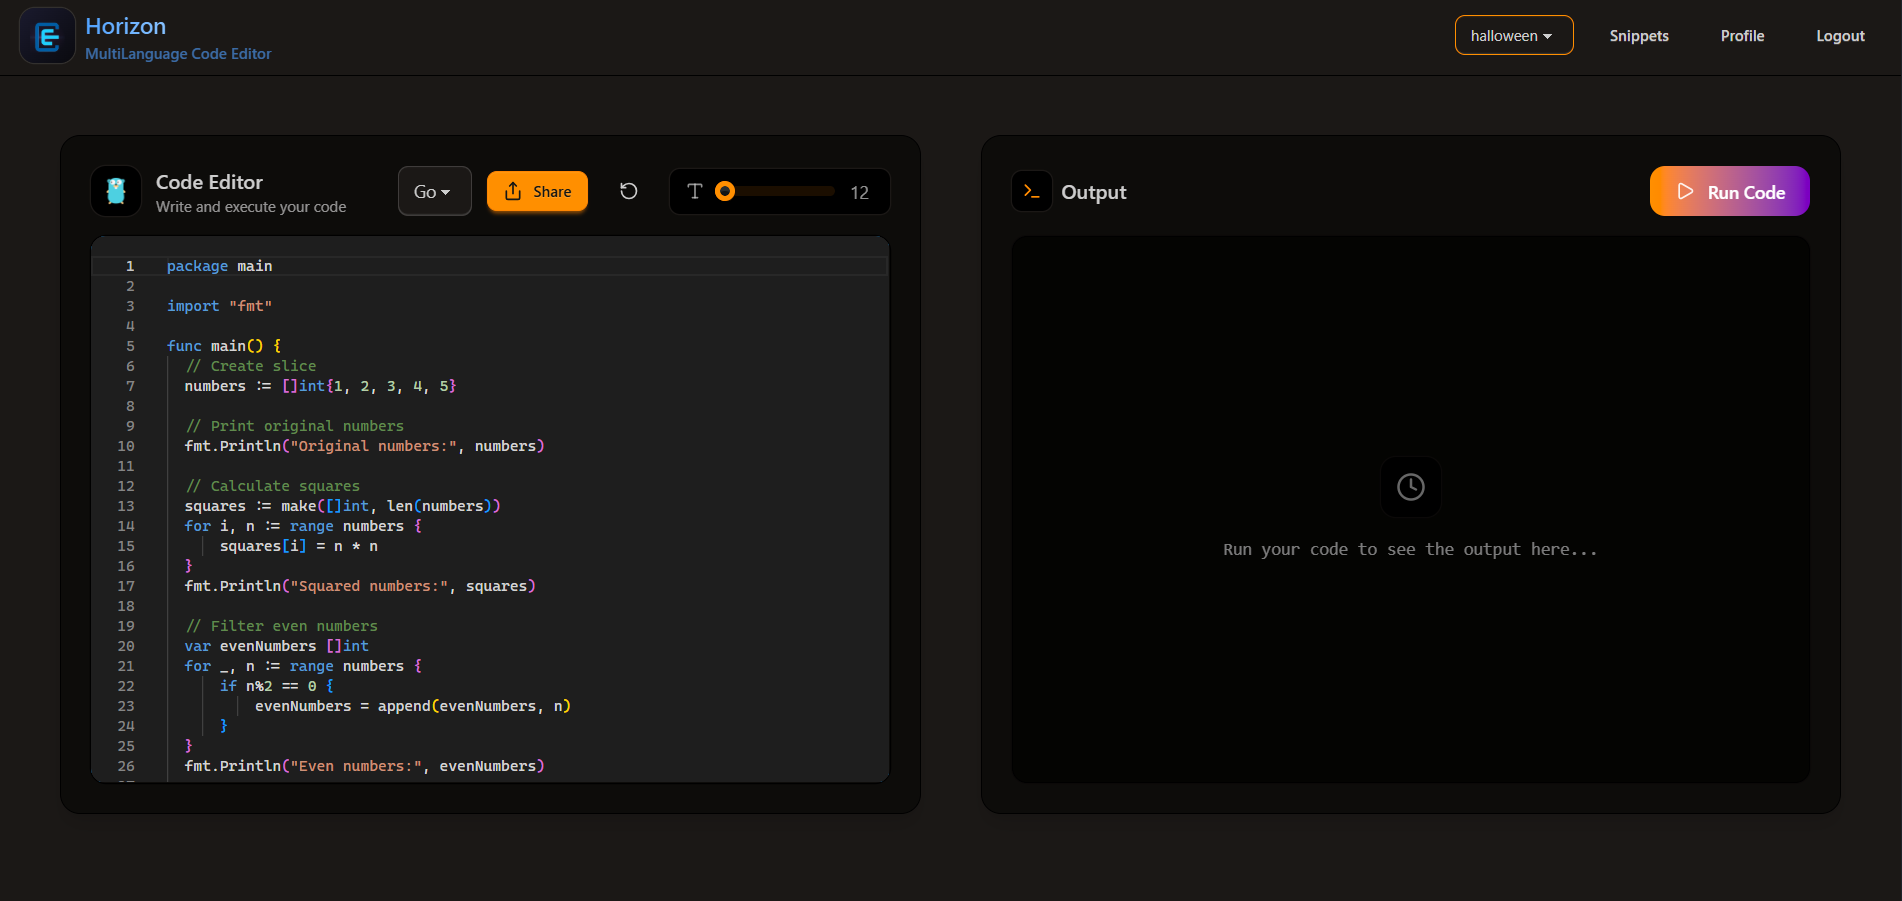 Horizon
MultiLanguage Code Editor
halloween
Snippets
Profile
Logout
Code Editor
Write and execute your code
Go
Share
T
12
1 package main
2
3 import "fmt"
4
5 func main() {
6 // Create slice
7 numbers := []int{1, 2, 3, 4, 5}
8
9 // Print original numbers
10 fmt.Println("Original numbers:", numbers)
11
12 // Calculate squares
13 squares := make([]int, len(numbers))
14 for i, n := range numbers {
15 squares[i] = n * n
16 }
17 fmt.Println("Squared numbers:", squares)
18
19 // Filter even numbers
20 var evenNumbers []int
21 for _, n := range numbers {
22 if n%2 == 0 {
23 evenNumbers = append(evenNumbers, n)
24 }
25 }
26 fmt.Println("Even numbers:", evenNumbers)
>_ Output
Run Code
Run your code to see the output here...